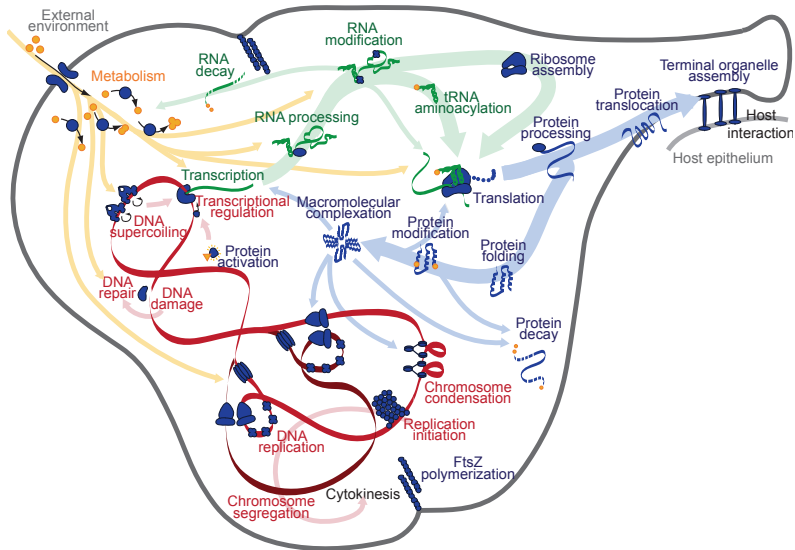 External
environment
Metabolism
RNA
decay
RNA
modification
RNA processing
tRNA
aminoacylation
Ribosome
assembly
Terminal organelle
assembly
Protein
translocation
Host
interaction
Host epithelium
Protein
processing
Transcription
Transcriptional
regulation
Translation
DNA
supercoiling
Macromolecular
complexation
Protein
modification
Protein
folding
Protein
activation
DNA
repair
DNA
damage
Protein
decay
Chromosome
condensation
Replication
initiation
DNA
replication
FtsZ
polymerization
Cytokinesis
Chromosome
segregation